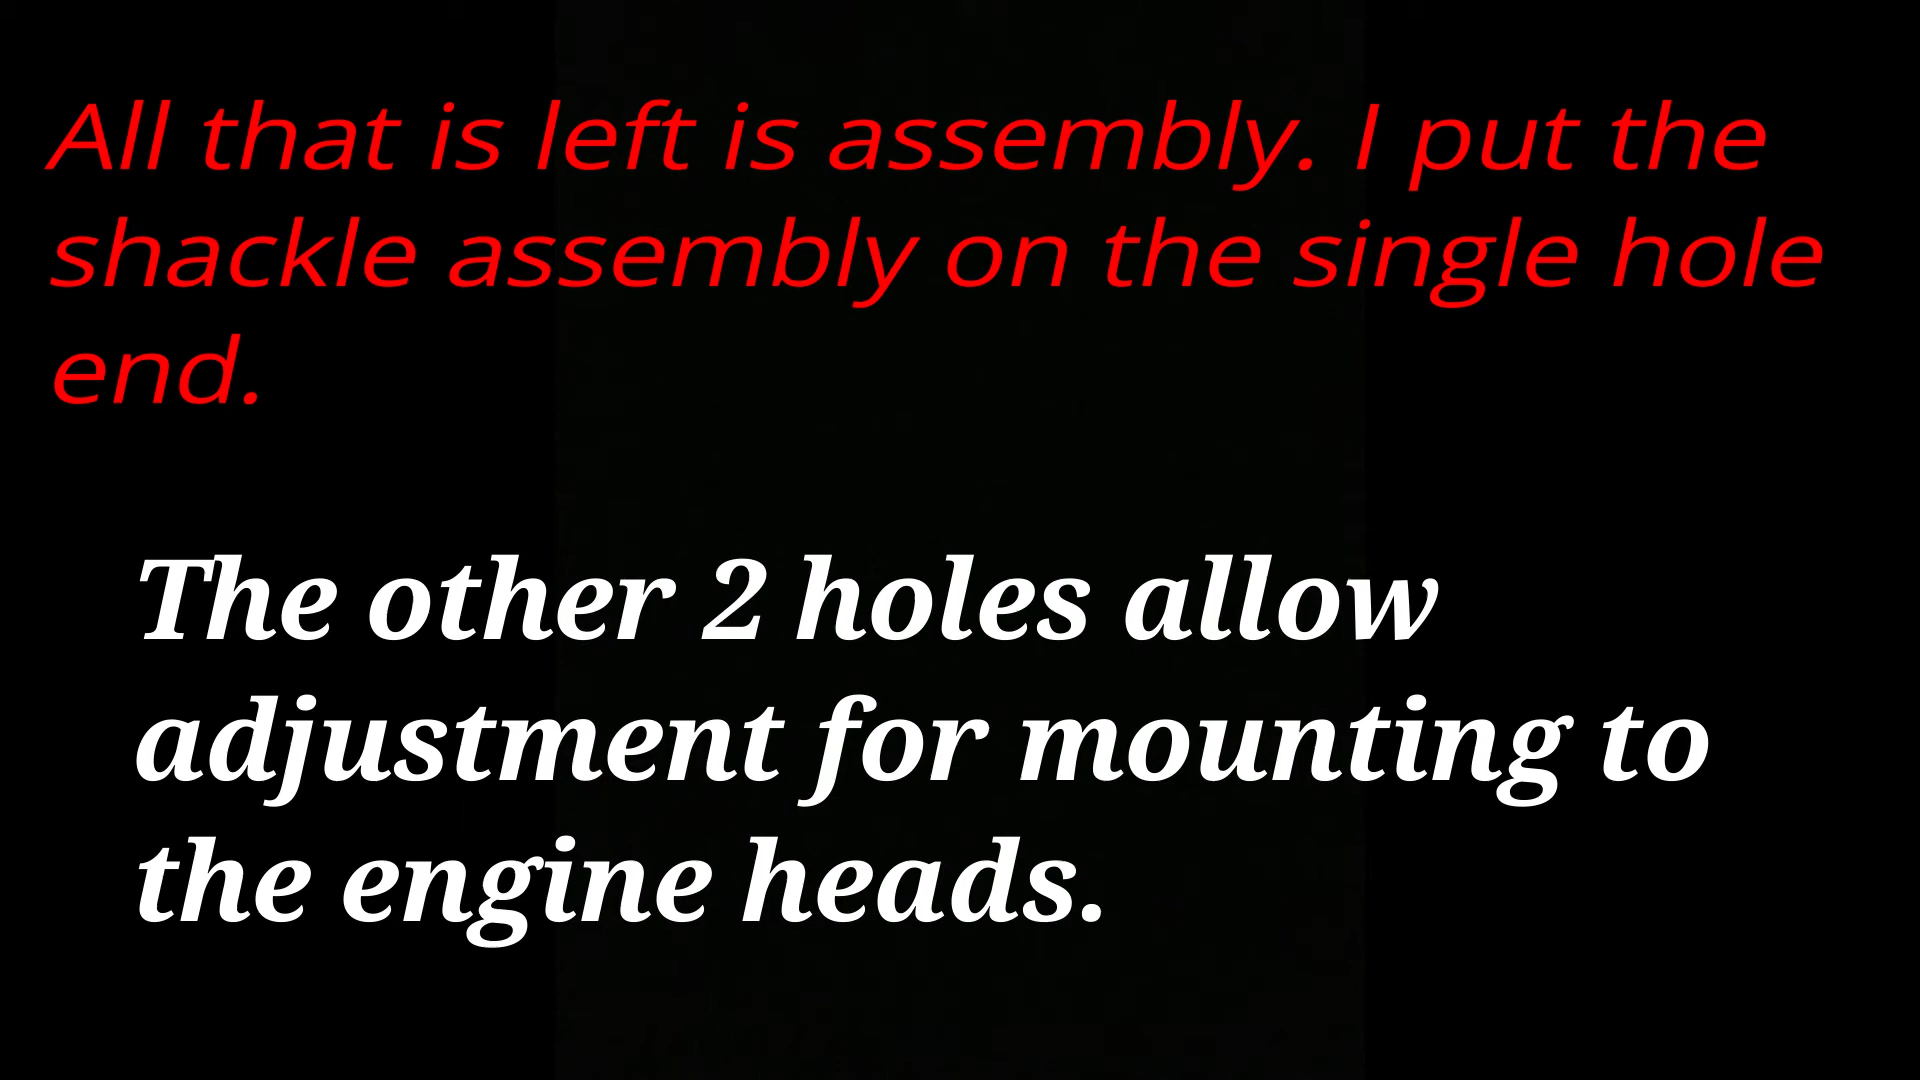 All that is left is assembly. I put the
shackle assembly on the single hole
end.
The other 2 holes allow
adjustment for mounting to
the engine heads.